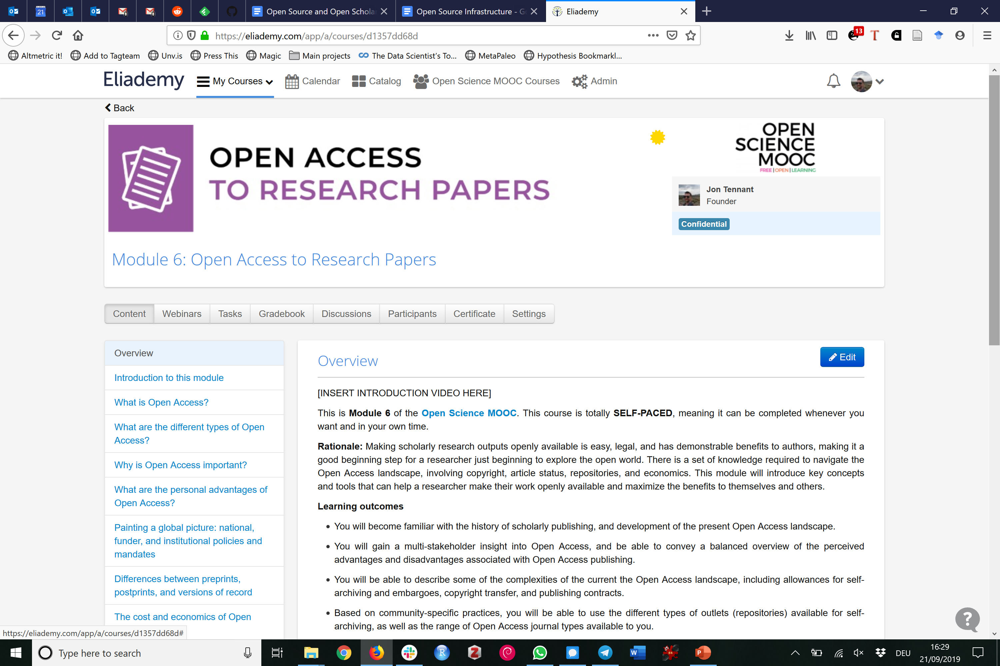 21
Open Source and Open Schola
Open Source Infrastructure - G
Eliademy
https://eliademy.com/app/a/courses/d1357dd68d
13
Altmetric it!
Add to Tagteam
Unv.is
Press This
Magic
Main projects
The Data Scientist's To...
MetaPaleo
Hypothesis Bookmarkl...
Eliademy
My Courses
Calendar
Catalog
Open Science MOOC Courses
Admin
Back
OPEN ACCESS
TO RESEARCH PAPERS
OPEN
SCIENCE
MOOC
FREE | OPEN | LEARNING
Jon Tennant
Founder
Confidential
Module 6: Open Access to Research Papers
Content
Webinars
Tasks
Gradebook
Discussions
Participants
Certificate
Settings
Overview
Introduction to this module
What is Open Access?
What are the different types of Open
Access?
Why is Open Access important?
What are the personal advantages of
Open Access?
Painting a global picture: national,
funder, and institutional policies and
mandates
Differences between preprints,
postprints, and versions of record
The cost and economics of Open
Overview
Edit
[INSERT INTRODUCTION VIDEO HERE]
This is Module 6 of the Open Science MOOC. This course is totally SELF-PACED, meaning it can be completed whenever you
want and in your own time.
Rationale: Making scholarly research outputs openly available is easy, legal, and has demonstrable benefits to authors, making it a
good beginning step for a researcher just beginning to explore the open world. There is a set of knowledge required to navigate the
Open Access landscape, involving copyright, article status, repositories, and economics. This module will introduce key concepts
and tools that can help a researcher make their work openly available and maximize the benefits to themselves and others.
Learning outcomes
• You will become familiar with the history of scholarly publishing, and development of the present Open Access landscape.
• You will gain a multi-stakeholder insight into Open Access, and be able to convey a balanced overview of the perceived
advantages and disadvantages associated with Open Access publishing.
• You will be able to describe some of the complexities of the current the Open Access landscape, including allowances for self-
archiving and embargoes, copyright transfer, and publishing contracts.
• Based on community-specific practices, you will be able to use the different types of outlets (repositories) available for self-
archiving, as well as the range of Open Access journal types available to you.
https://eliademy.com/app/a/courses/d1357dd68d#
Type here to search
DEU
16:29
21/09/2019